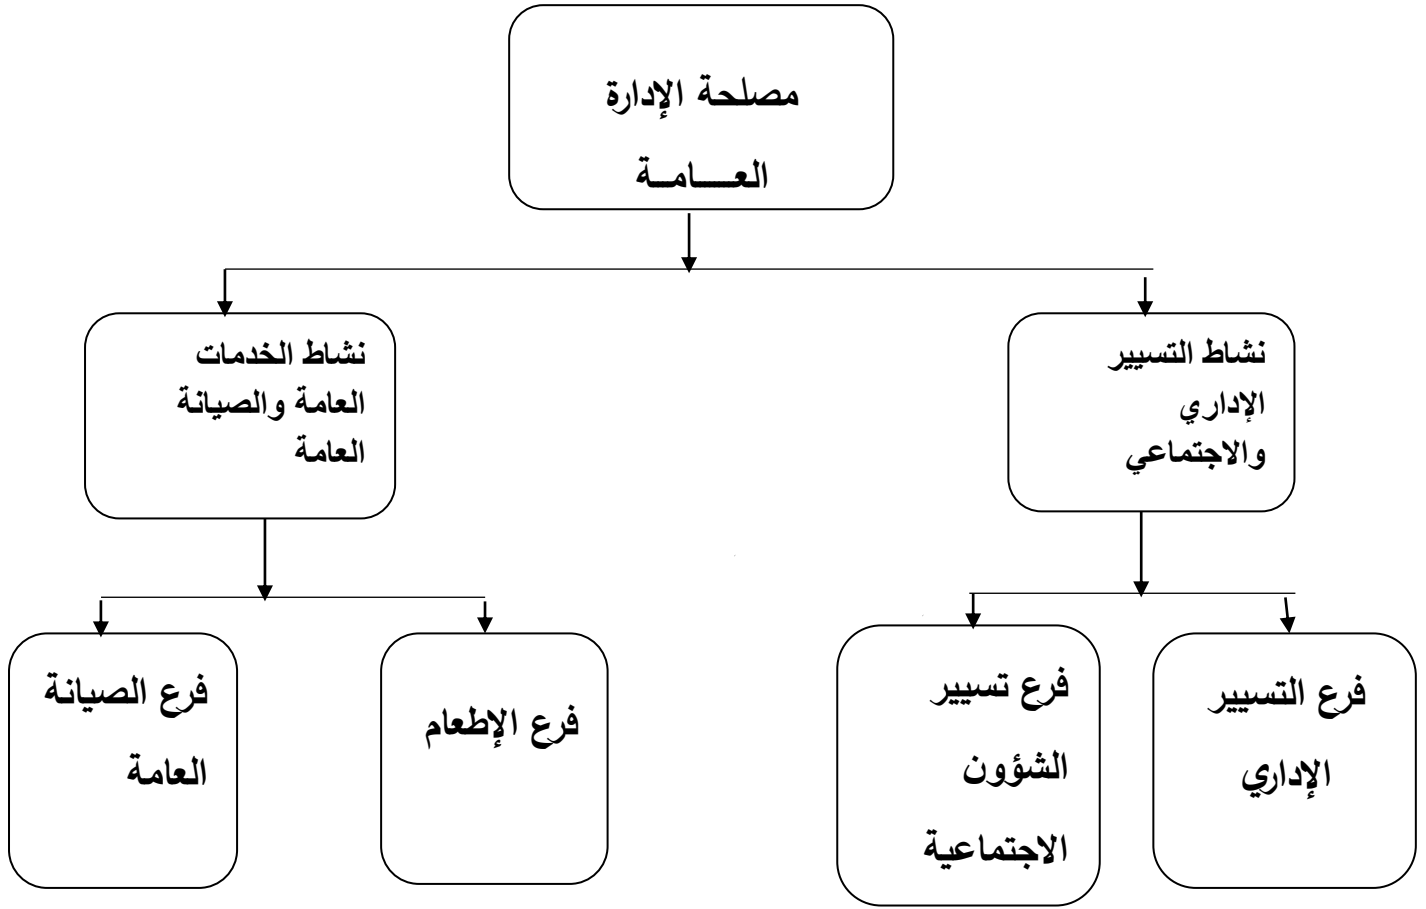 مصلحة الإدارة
العـــامــة
نشاط التسيير
الإداري
والاجتماعي
نشاط الخدمات
العامة والصيانة
العامة
فرع التسيير
الإداري
فرع تسيير
الشؤون
الاجتماعية
فرع الإطعام
فرع الصيانة
العامة